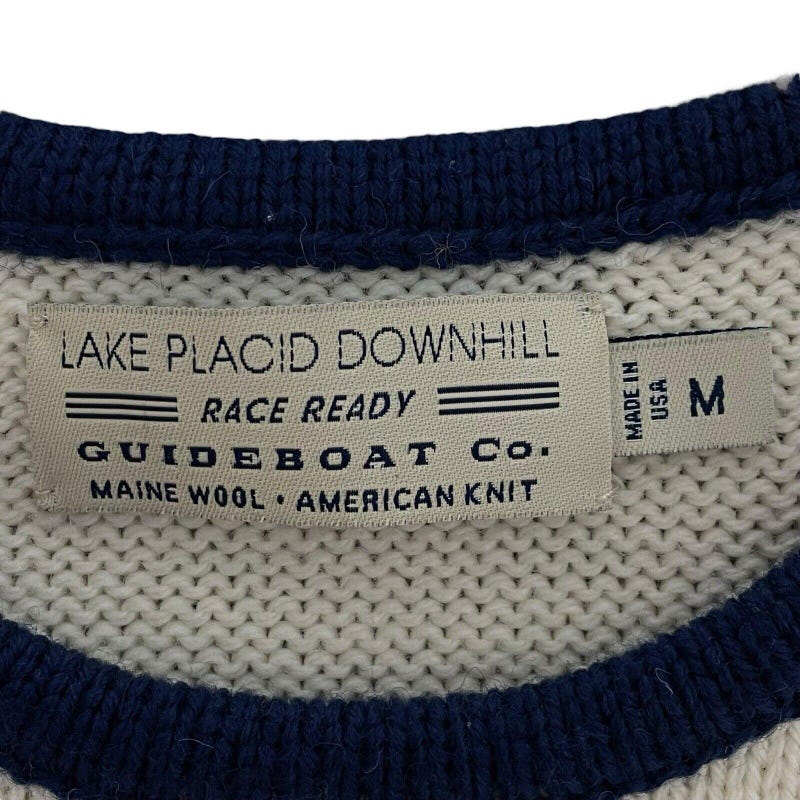 LAKE PLACID DOWNHILL
RACE READY
GUIDEBOAT Co.
MAINE WOOL • AMERICAN KNIT
MADE IN
USA
M